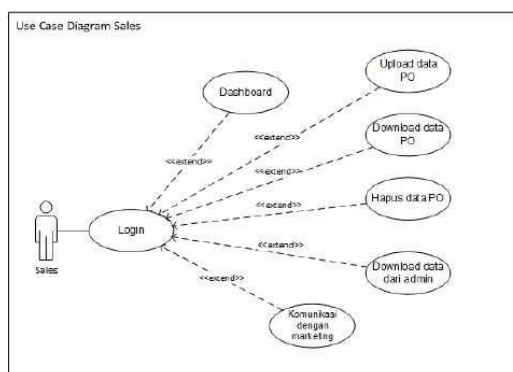 Use Case Diagram Sales
Upload data
PO
Dashboard
<<extend>>
Download data
PO
<<extend>>
<<extend>>
Hapus data PO
Login
<<extend>>
<<extend>>
Sales
Download data
dari admin
<<extend>>
Komunikasi
dengan
marketing